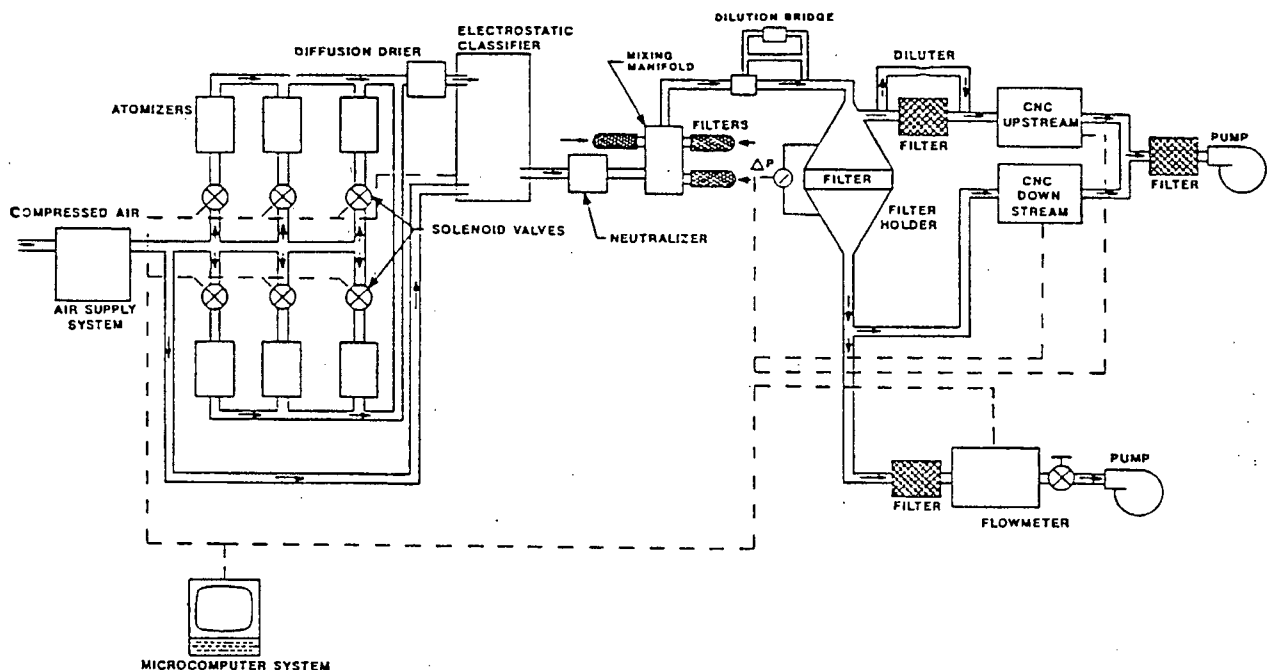 DILUTION BRIDGE
ELECTROSTATIC
CLASSIFIER
DIFFUSION DRIER
MIXING
MANIFOLD
DILUTER
ATOMIZERS
CNC
UPSTREAM
FILTERS
FILTER
PUMP
ΔP
FILTER
FILTER
CNC
DOWN
STREAM
COMPRESSED AIR
SOLENOID VALVES
NEUTRALIZER
FILTER
HOLDER
AIR SUPPLY
SYSTEM
PUMP
FILTER
FLOWMETER
MICROCOMPUTER SYSTEM